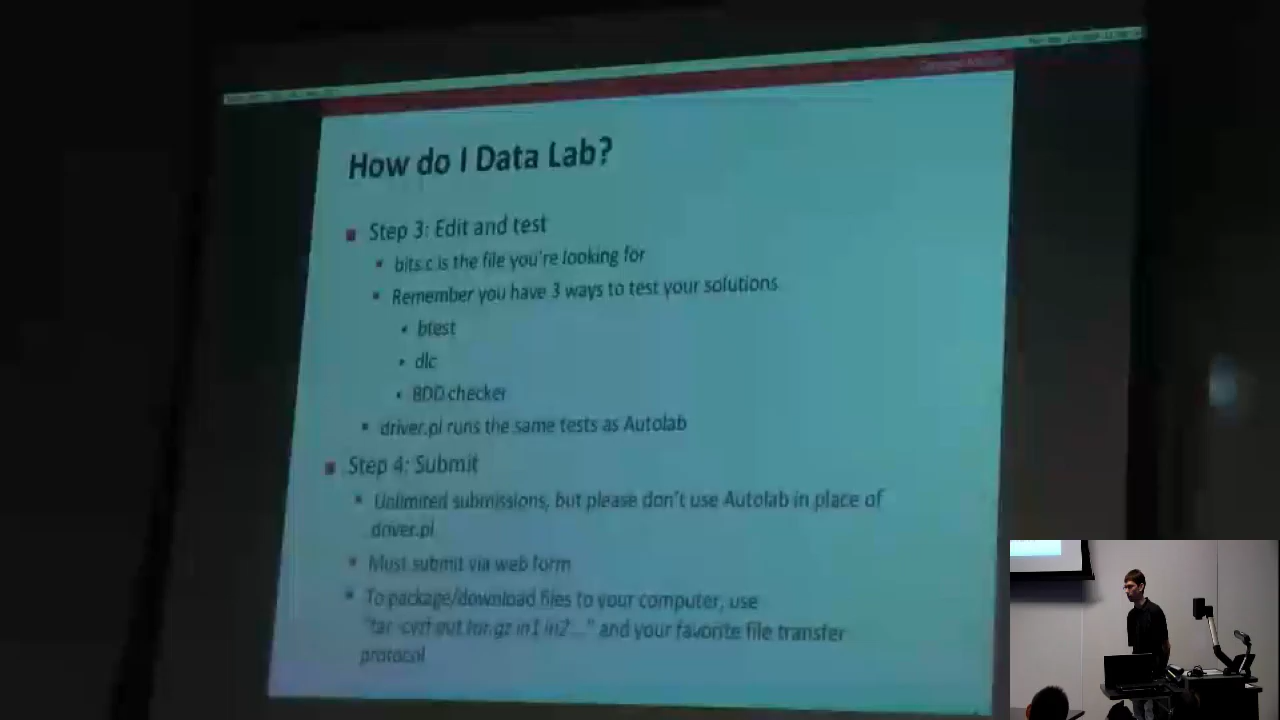 Carnegie Mellon
How do I Data Lab?
Step 3: Edit and test
bits.c is the file you're looking for
Remember you have 3 ways to test your solutions
btest
dlc
BDD checker
driver.pl runs the same tests as Autolab
Step 4: Submit
Unlimited submissions, but please don't use Autolab in place of
driver.pl
Must submit via web form
To package/download files to your computer, use
"tar -cvzf out.tar.gz in1 in2 …" and your favorite file transfer
protocol